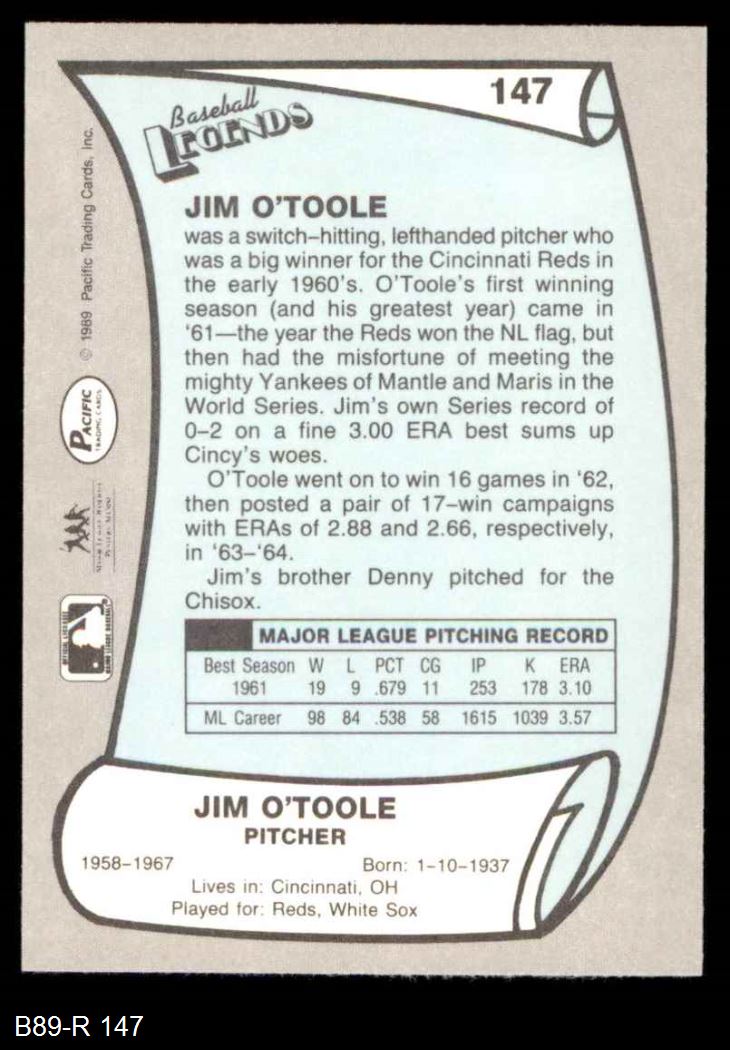 147
Baseball
LEGENDS
JIM O'TOOLE
was a switch-hitting, lefthanded pitcher who
was a big winner for the Cincinnati Reds in
the early 1960's. O'Toole's first winning
season (and his greatest year) came in
'61—the year the Reds won the NL flag, but
then had the misfortune of meeting the
mighty Yankees of Mantle and Maris in the
World Series. Jim's own Series record of
0-2 on a fine 3.00 ERA best sums up
Cincy's woes.
O'Toole went on to win 16 games in '62,
then posted a pair of 17-win campaigns
with ERAs of 2.88 and 2.66, respectively,
in '63-'64.
Jim's brother Denny pitched for the
Chisox.
MAJOR LEAGUE PITCHING RECORD
Best Season W L PCT CG IP K ERA
1961 19 9 .679 11 253 178 3.10
ML Career 98 84 .538 58 1615 1039 3.57
JIM O'TOOLE
PITCHER
1958-1967 Born: 1-10-1937
Lives in: Cincinnati, OH
Played for: Reds, White Sox
© 1989 Pacific Trading Cards, Inc.
PACIFIC
TRADING CARDS
B89-R 147